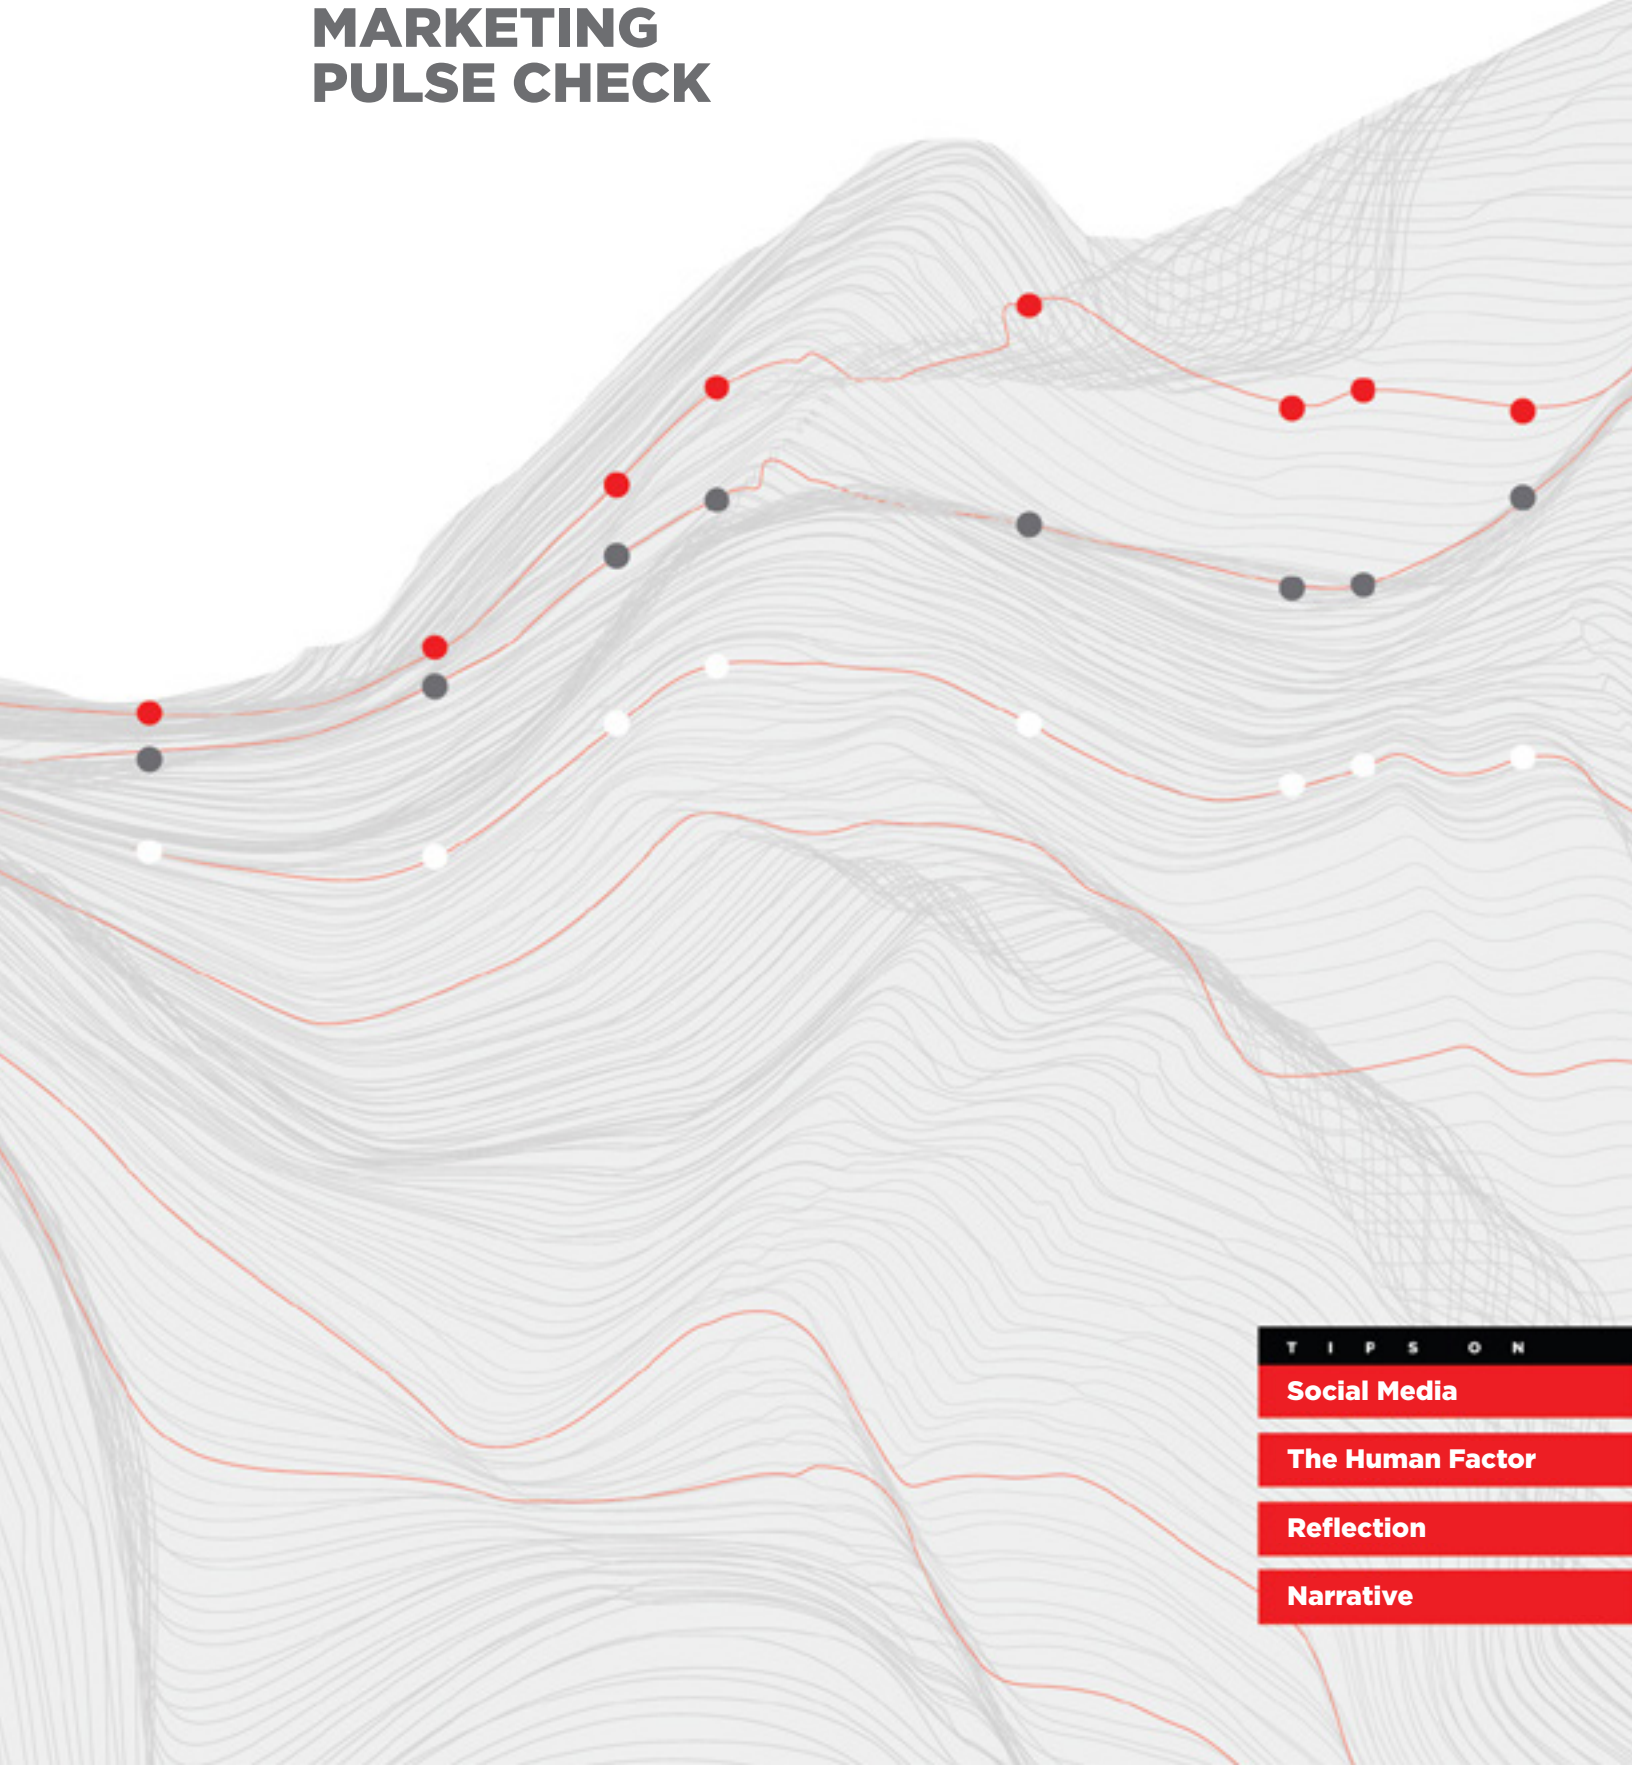 MARKETING
PULSE CHECK
TIPS ON
Social Media
The Human Factor
Reflection
Narrative